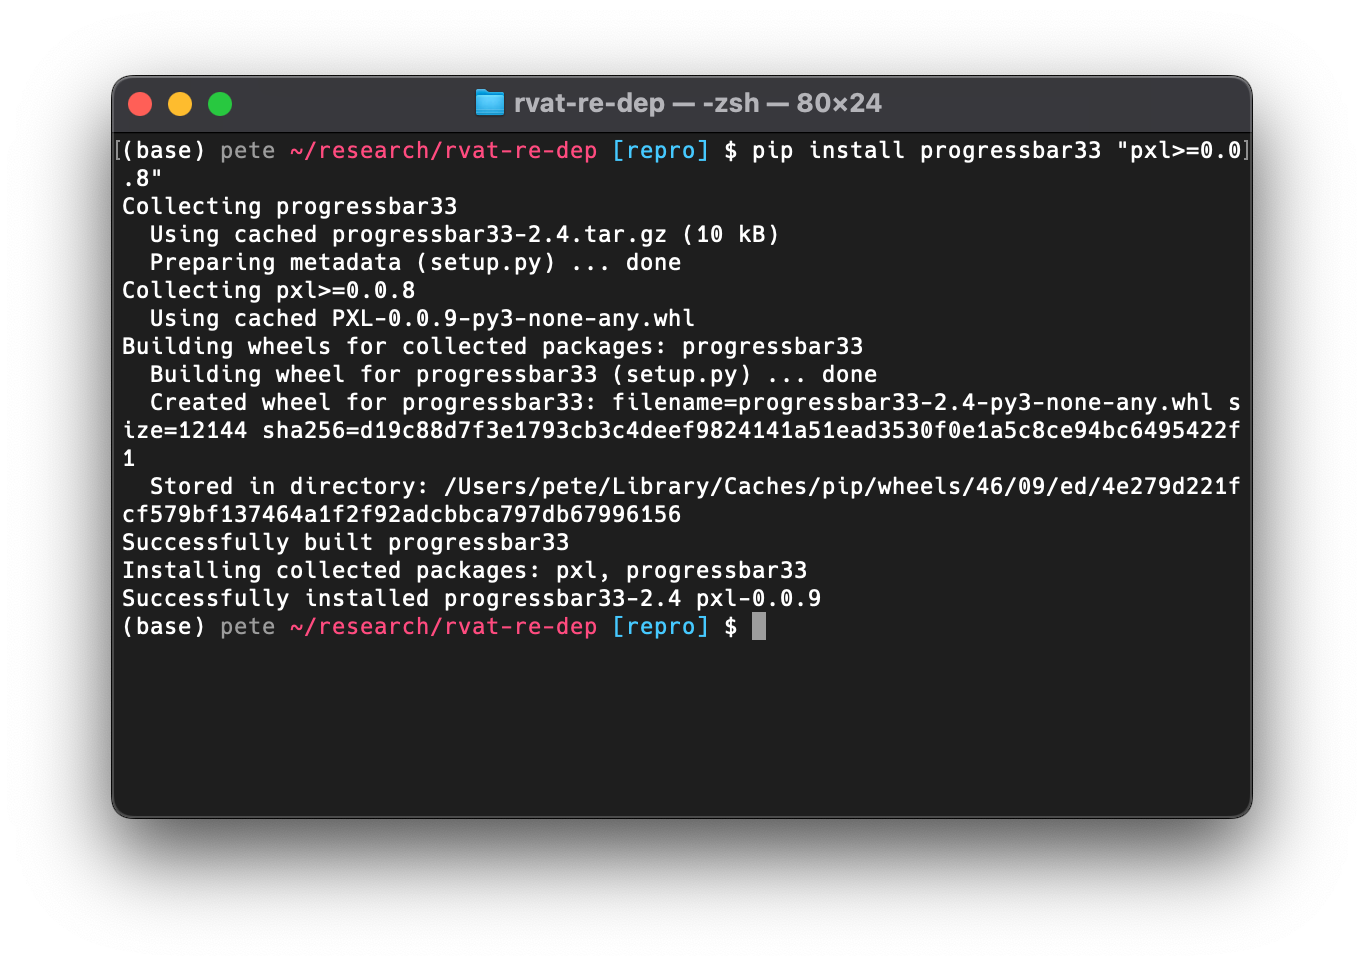 rvat-re-dep — -zsh — 80×24
[(base) pete ~/research/rvat-re-dep [repro] $ pip install progressbar33 "pxl>=0.0]
.8"
Collecting progressbar33
  Using cached progressbar33-2.4.tar.gz (10 kB)
  Preparing metadata (setup.py) ... done
Collecting pxl>=0.0.8
  Using cached PXL-0.0.9-py3-none-any.whl
Building wheels for collected packages: progressbar33
  Building wheel for progressbar33 (setup.py) ... done
  Created wheel for progressbar33: filename=progressbar33-2.4-py3-none-any.whl s
ize=12144 sha256=d19c88d7f3e1793cb3c4deef9824141a51ead3530f0e1a5c8ce94bc6495422f
1
  Stored in directory: /Users/pete/Library/Caches/pip/wheels/46/09/ed/4e279d221f
cf579bf137464a1f2f92adcbbca797db67996156
Successfully built progressbar33
Installing collected packages: pxl, progressbar33
Successfully installed progressbar33-2.4 pxl-0.0.9
(base) pete ~/research/rvat-re-dep [repro] $